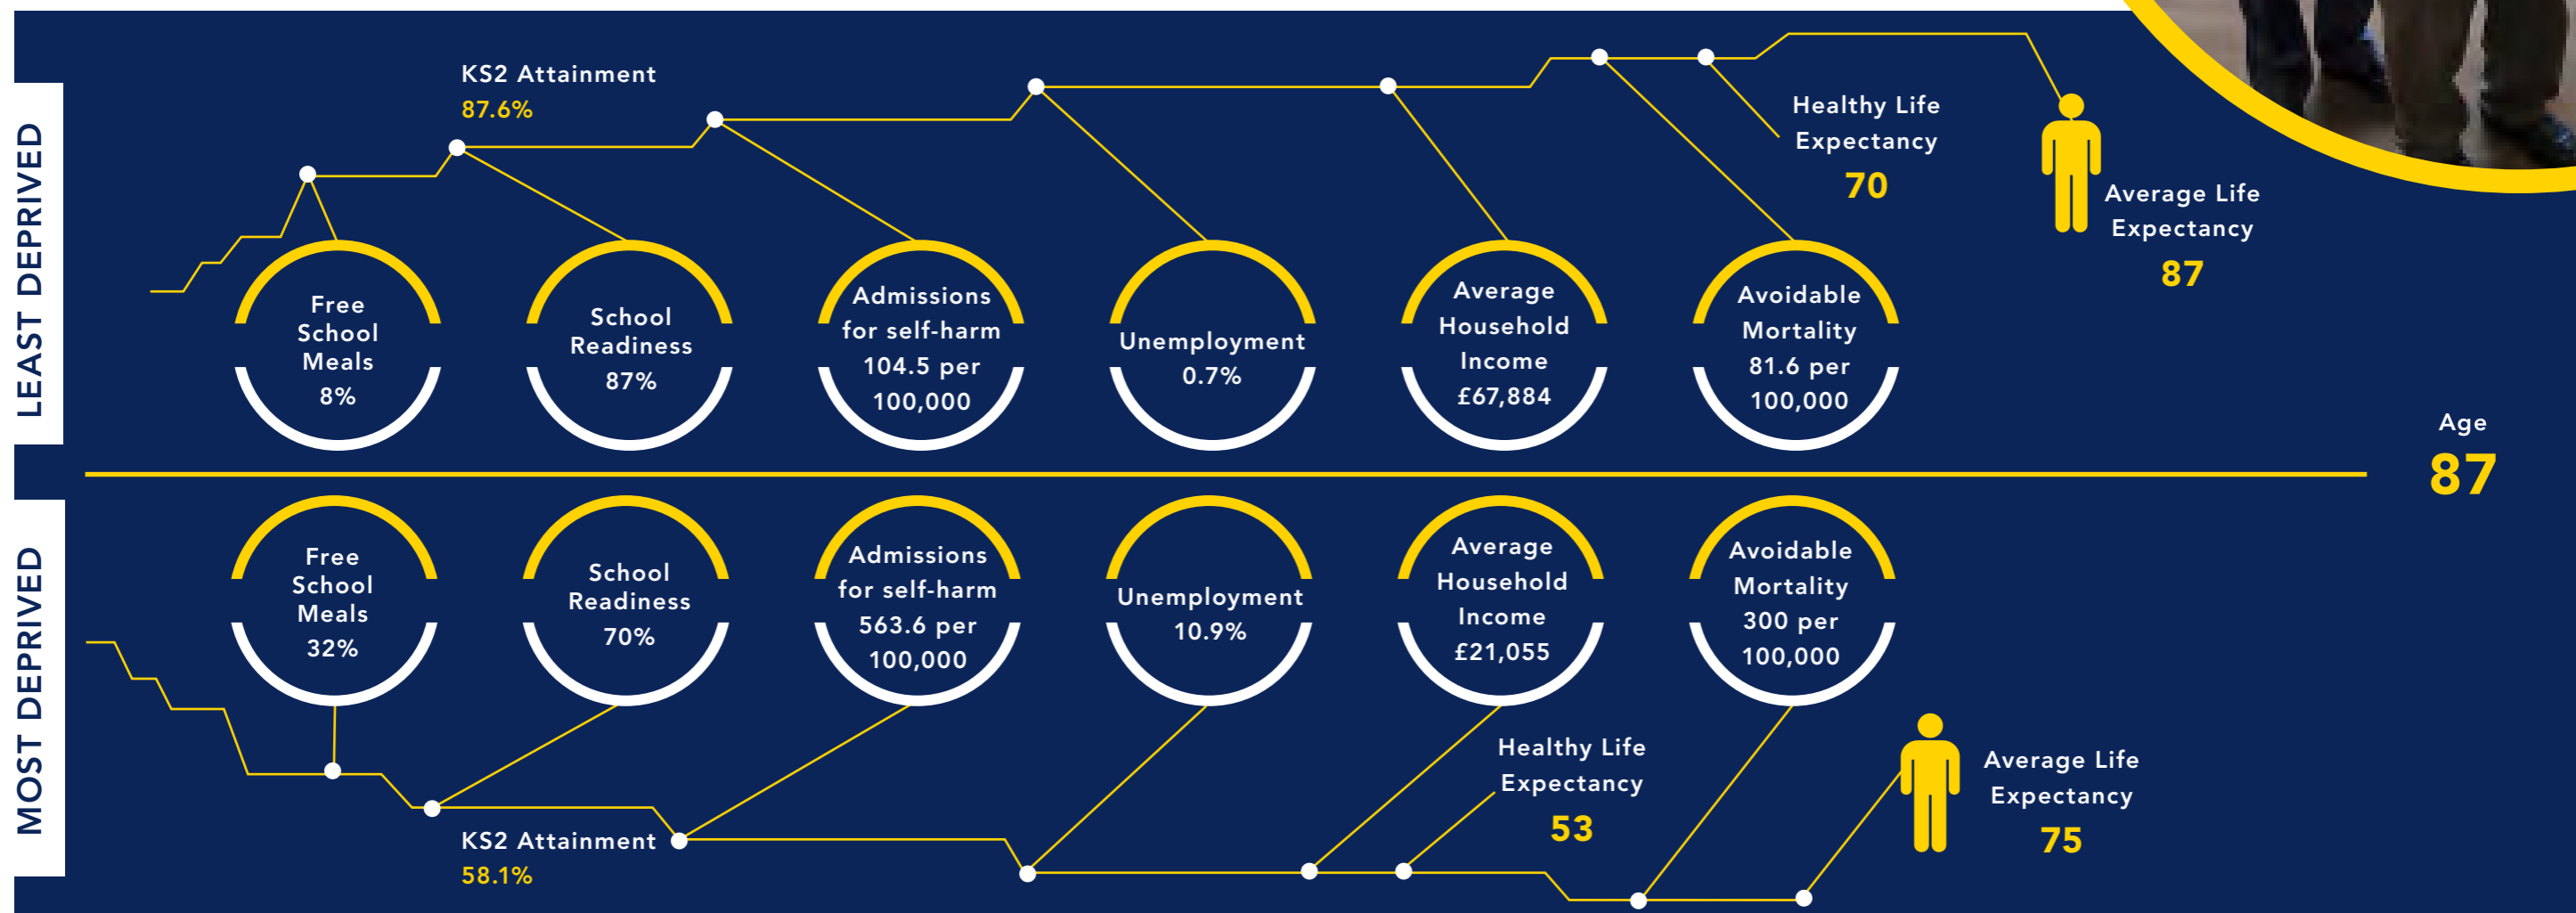 LEAST DEPRIVED
KS2 Attainment
87.6%
Free
School
Meals
8%
School
Readiness
87%
Admissions
for self-harm
104.5 per
100,000
Unemployment
0.7%
Average
Household
Income
£67,884
Avoidable
Mortality
81.6 per
100,000
Healthy Life
Expectancy
70
Average Life
Expectancy
87
Age
87
MOST DEPRIVED
Free
School
Meals
32%
School
Readiness
70%
Admissions
for self-harm
563.6 per
100,000
Unemployment
10.9%
Average
Household
Income
£21,055
Avoidable
Mortality
300 per
100,000
KS2 Attainment
58.1%
Healthy Life
Expectancy
53
Average Life
Expectancy
75